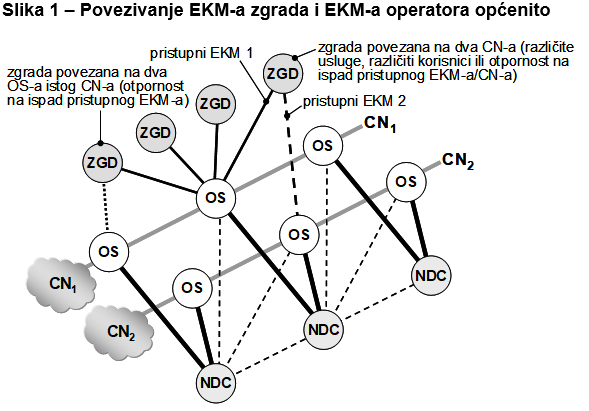 Slika 1 – Povezivanje EKM-a zgrada i EKM-a operatora općenito
pristupni EKM 1
zgrada povezana na dva CN-a (različite
usluge, različiti korisnici ili otpornost na
ispad pristupnog EKM-a/CN-a)
zgrada povezana na dva
OS-a istog CN-a (otpornost
na ispad pristupnog EKM-a)
ZGD
pristupni EKM 2
ZGD
ZGD
CN1
ZGD
OS
CN2
OS
OS
OS
OS
NDC
CN1
OS
CN2
NDC
NDC